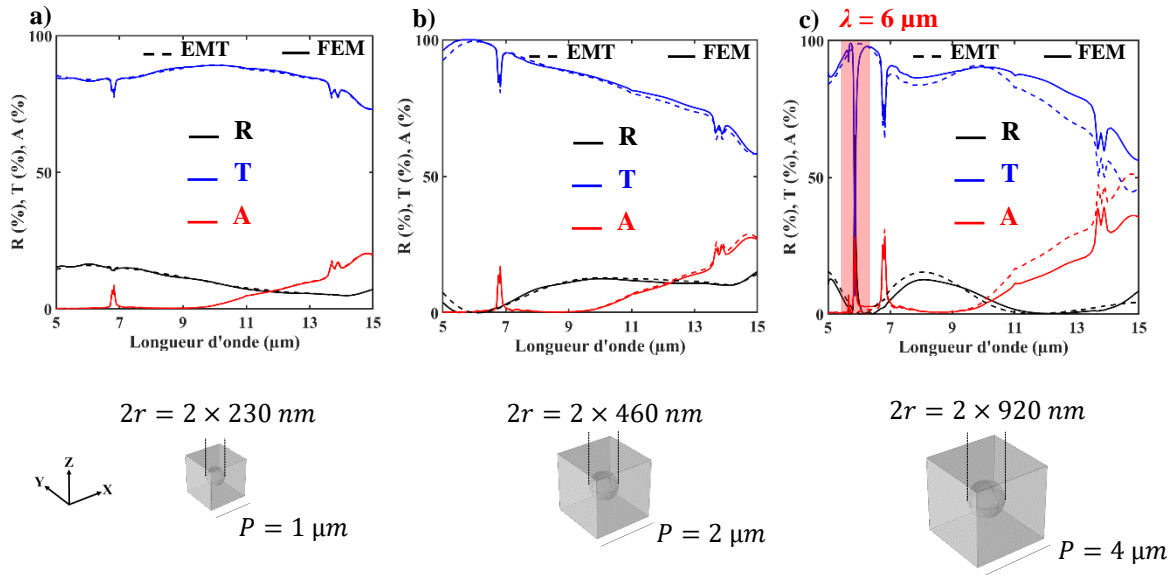 a)
EMT FEM
100
50
0
R (%), T (%), A (%)
R
T
A
5 7 9 11 13 15
Longueur d'onde (µm)
b)
EMT FEM
100
50
0
R (%), T (%), A (%)
R
T
A
5 7 9 11 13 15
Longueur d'onde (µm)
c)
λ = 6 µm
EMT FEM
100
50
0
R (%), T (%), A (%)
R
T
A
5 7 9 11 13 15
Longueur d'onde (µm)
2r = 2 × 230 nm
2r = 2 × 460 nm
2r = 2 × 920 nm
Z
Y
X
P = 1 µm
P = 2 µm
P = 4 µm